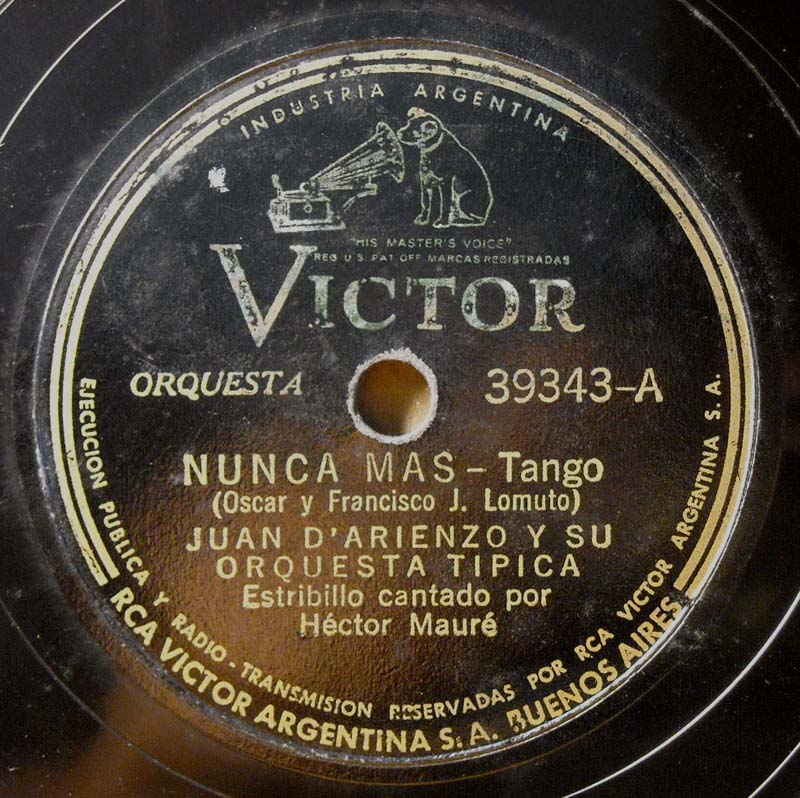 INDUSTRIA ARGENTINA
"HIS MASTER'S VOICE"
REG U.S. PAT OFF MARCAS REGISTRADAS
VICTOR
ORQUESTA 39343-A
NUNCA MAS - Tango
(Oscar y Francisco J. Lomuto)
JUAN D'ARIENZO Y SU
ORQUESTA TIPICA
Estribillo cantado por
Héctor Mauré
EJECUCION PUBLICA Y RADIO-TRANSMISION RESERVADAS POR RCA VICTOR ARGENTINA S.A.
RCA VICTOR ARGENTINA S.A. BUENOS AIRES